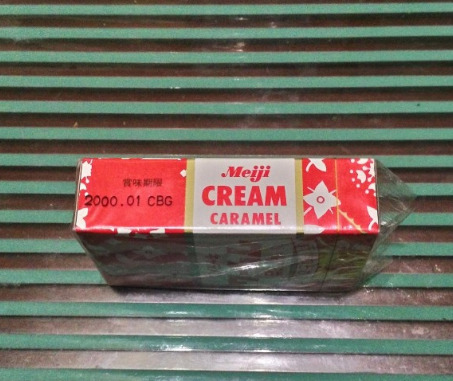 賞味期限
2000.01 CBG
Meiji
CREAM
CARAMEL